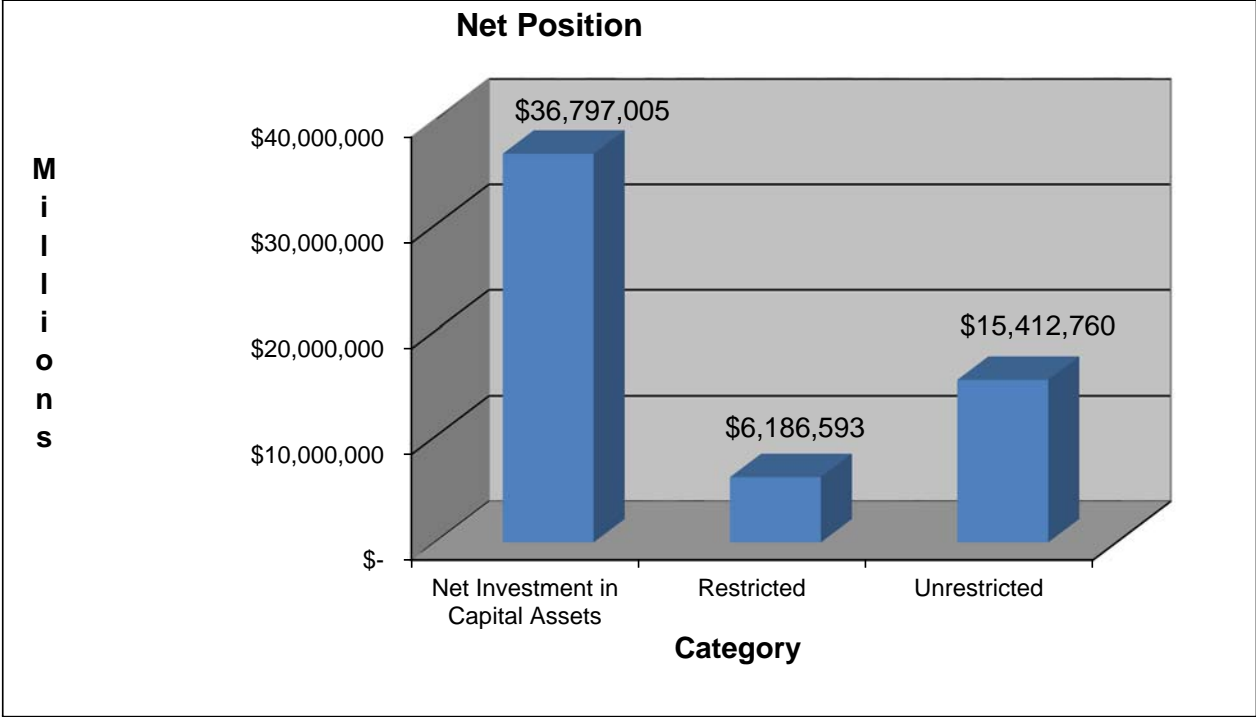 Net Position
Millions
$40,000,000
$30,000,000
$20,000,000
$10,000,000
$-
$36,797,005
$6,186,593
$15,412,760
Net Investment in
Capital Assets
Restricted
Unrestricted
Category